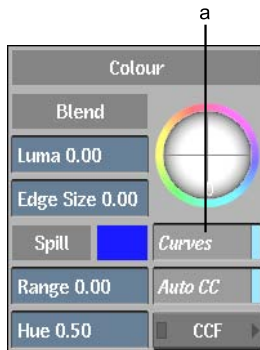 a
Colour
Blend
Luma 0.00
Edge Size 0.00
Spill
Curves
Range 0.00
Auto CC
Hue 0.50
CCF